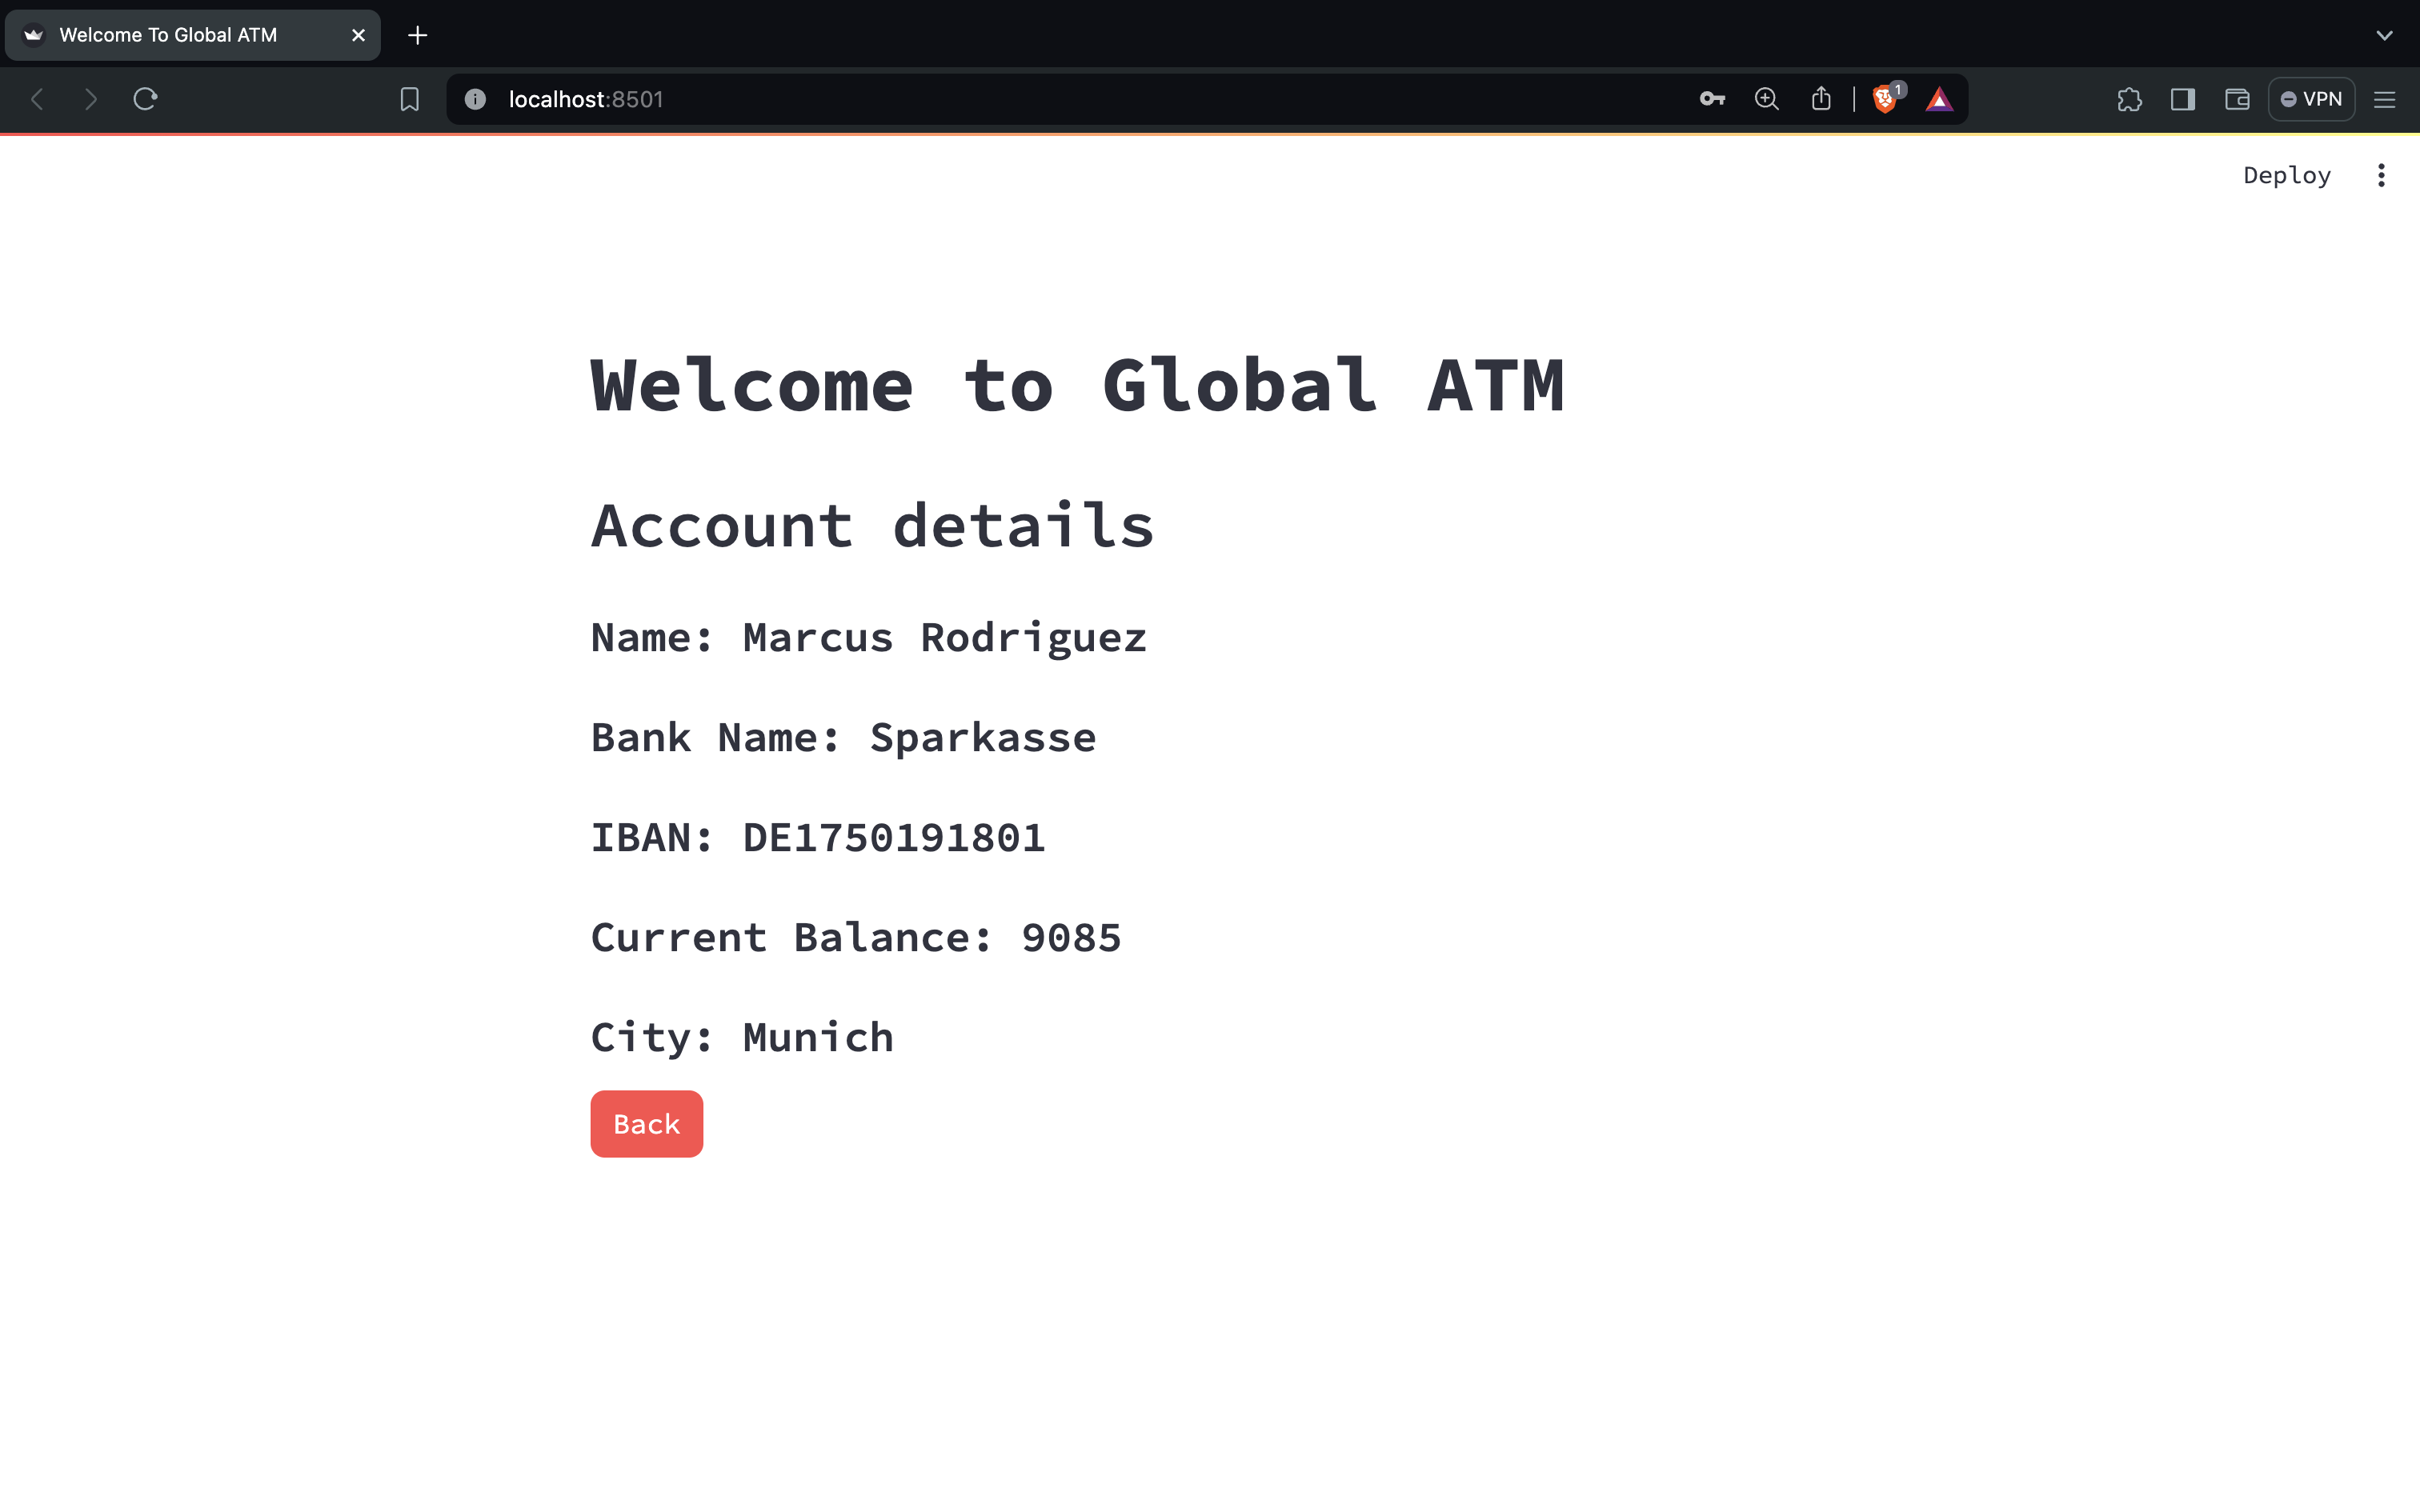 Welcome To Global ATM
localhost:8501
1
VPN
Deploy
Welcome to Global ATM
Account details
Name: Marcus Rodriguez
Bank Name: Sparkasse
IBAN: DE1750191801
Current Balance: 9085
City: Munich
Back